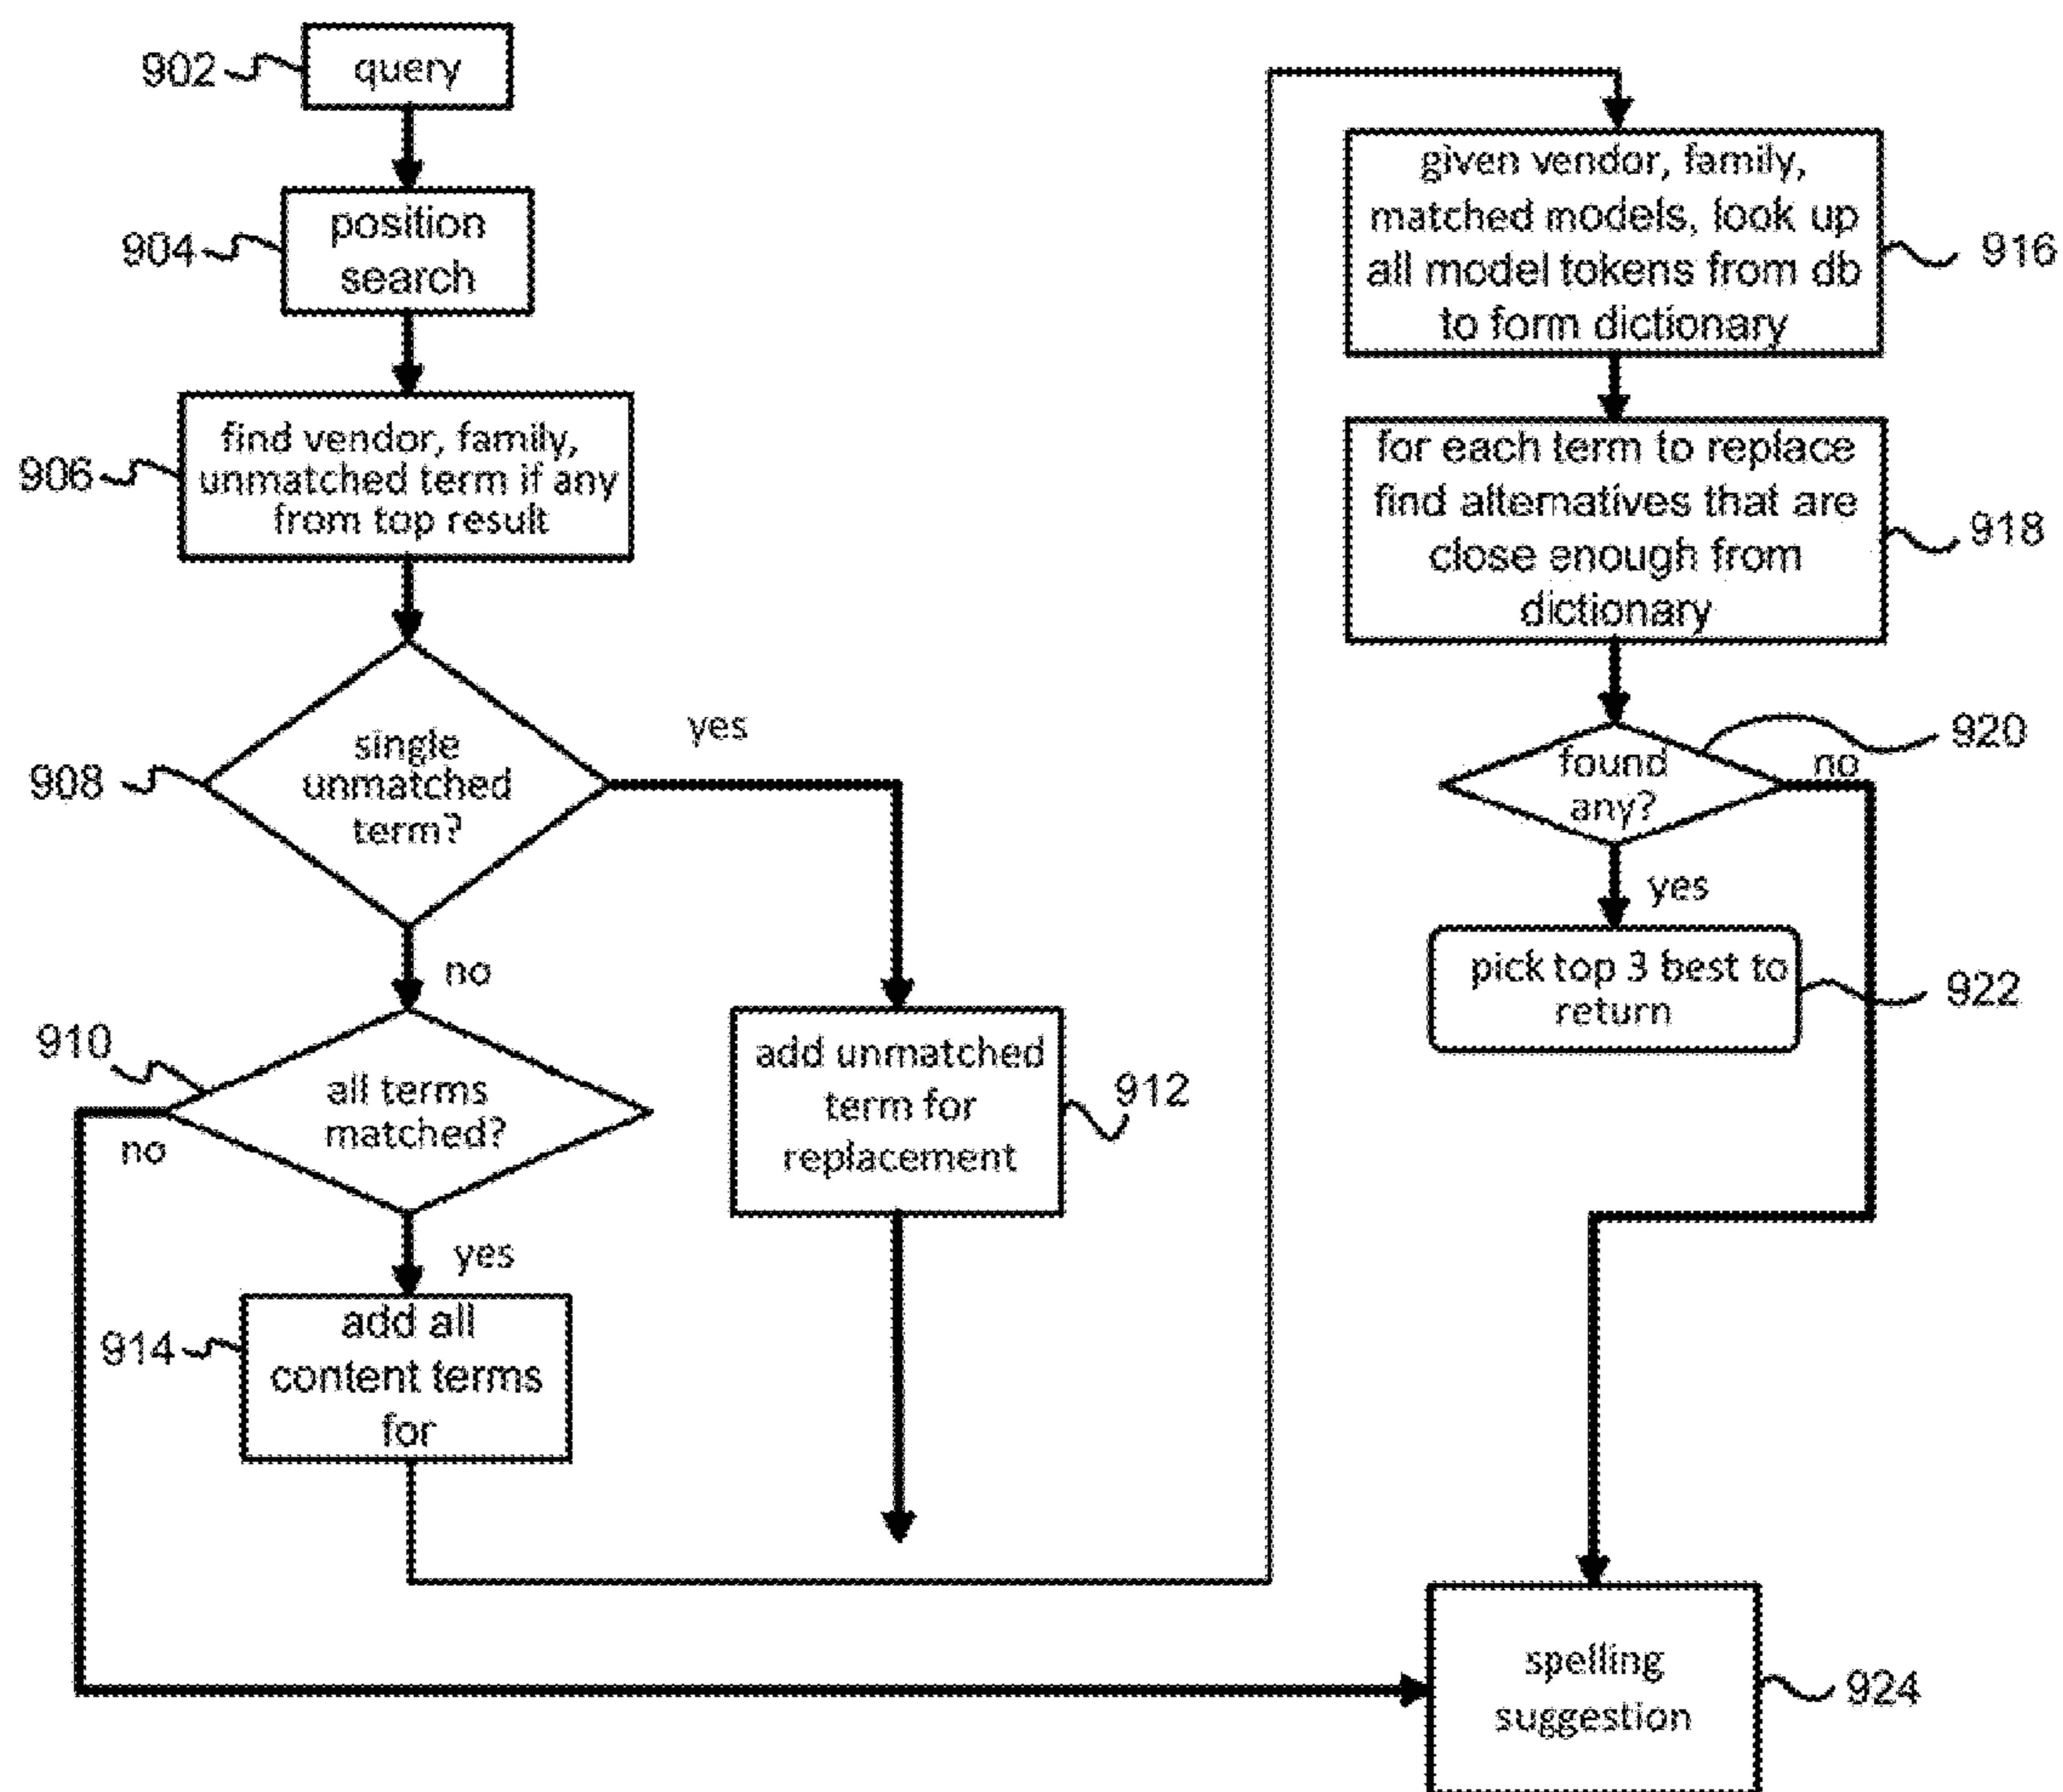 902
query
904
position
search
906
find vendor, family,
unmatched term if any
from top result
908
single
unmatched
term?
yes
no
910
all terms
matched?
no
yes
912
add unmatched
term for
replacement
914
add all
content terms
for
given vendor, family,
matched models, look up
all model tokens from db
to form dictionary
916
for each term to replace
find alternatives that are
close enough from
dictionary
918
found
any?
920
no
yes
pick top 3 best to
return
922
spelling
suggestion
924